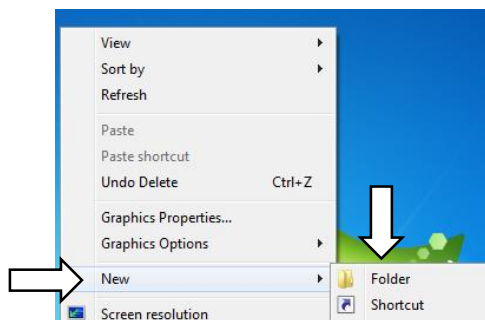 View
Sort by
Refresh
Paste
Paste shortcut
Undo Delete Ctrl+Z
Graphics Properties...
Graphics Options
New
Folder
Shortcut
Screen resolution